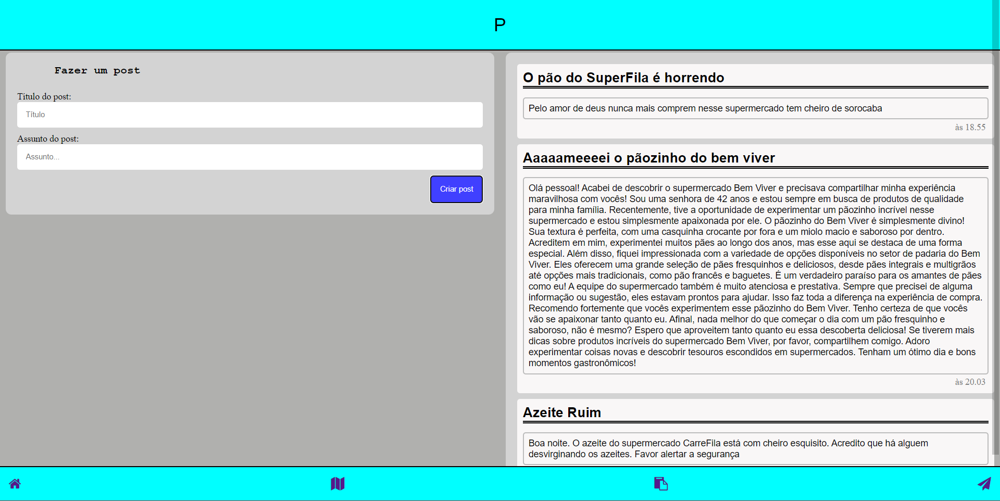 P
Fazer um post
Título do post:
Título
Assunto do post:
Assunto...
Criar post
O pão do SuperFila é horrendo
Pelo amor de deus nunca mais comprem nesse supermercado tem cheiro de sorocaba
às 18.55
Aaaaameeeei o pãozinho do bem viver
Olá pessoal! Acabei de descobrir o supermercado Bem Viver e precisava compartilhar minha experiência
maravilhosa com vocês! Sou uma senhora de 42 anos e estou sempre em busca de produtos de qualidade
para minha família. Recentemente, tive a oportunidade de experimentar um pãozinho incrível nesse
supermercado e estou simplesmente apaixonada por ele. O pãozinho do Bem Viver é simplesmente divino!
Sua textura é perfeita, com uma casquinha crocante por fora e um miolo macio e saboroso por dentro.
Acreditem em mim, experimentei muitos pães ao longo dos anos, mas esse aqui se destaca de uma forma
especial. Além disso, fiquei impressionada com a variedade de opções disponíveis no setor de padaria do Bem
Viver. Eles oferecem uma grande seleção de pães fresquinhos e deliciosos, desde pães integrais e multigrãos
até opções mais tradicionais, como pão francês e baguetes. É um verdadeiro paraíso para os amantes de pães
como eu! A equipe do supermercado também é muito atenciosa e prestativa. Sempre que precisei de alguma
informação ou sugestão, eles estavam prontos para ajudar. Isso faz toda a diferença na experiência de compra.
Recomendo fortemente que vocês experimentem esse pãozinho do Bem Viver. Tenho certeza de que vocês
vão se apaixonar tanto quanto eu. Afinal, nada melhor do que começar o dia com um pão fresquinho e
saboroso, não é mesmo? Espero que aproveitem tanto quanto eu essa descoberta deliciosa! Se tiverem mais
dicas sobre produtos incríveis do supermercado Bem Viver, por favor, compartilhem comigo. Adoro
experimentar coisas novas e descobrir tesouros escondidos em supermercados. Tenham um ótimo dia e bons
momentos gastronômicos!
às 20.03
Azeite Ruim
Boa noite. O azeite do supermercado CarreFila está com cheiro esquisito. Acredito que há alguem
desvirginando os azeites. Favor alertar a segurança